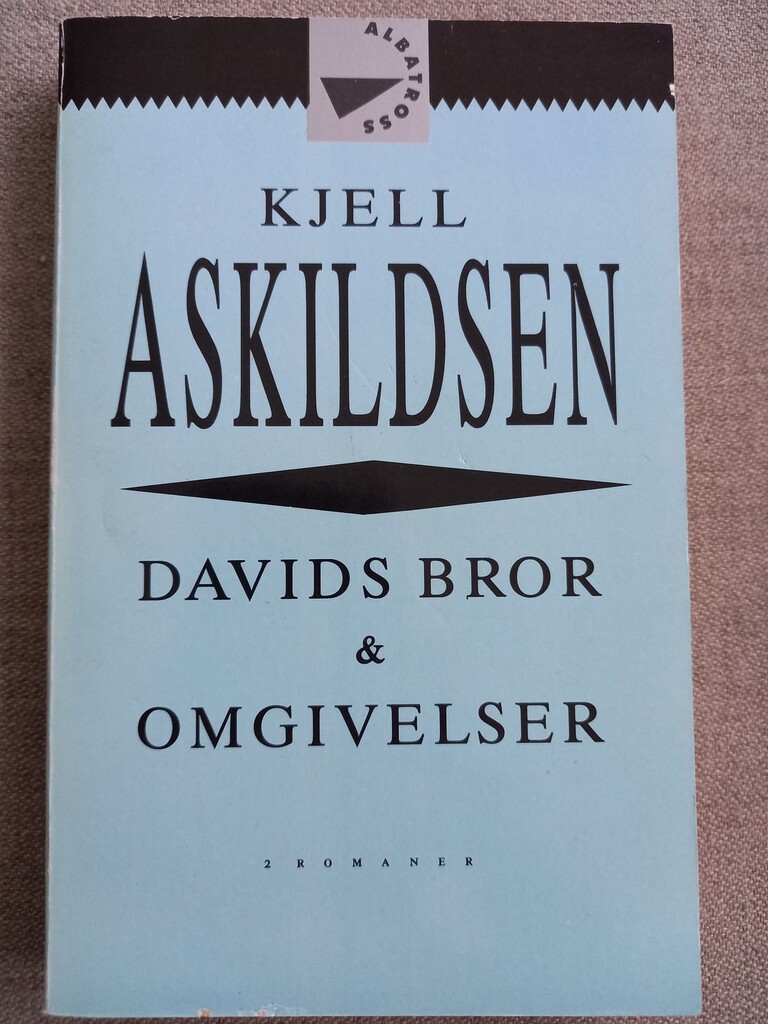 ALBATROSS
KJELL
ASKILDSEN
DAVIDS BROR
&
OMGIVELSER
2 ROMANER